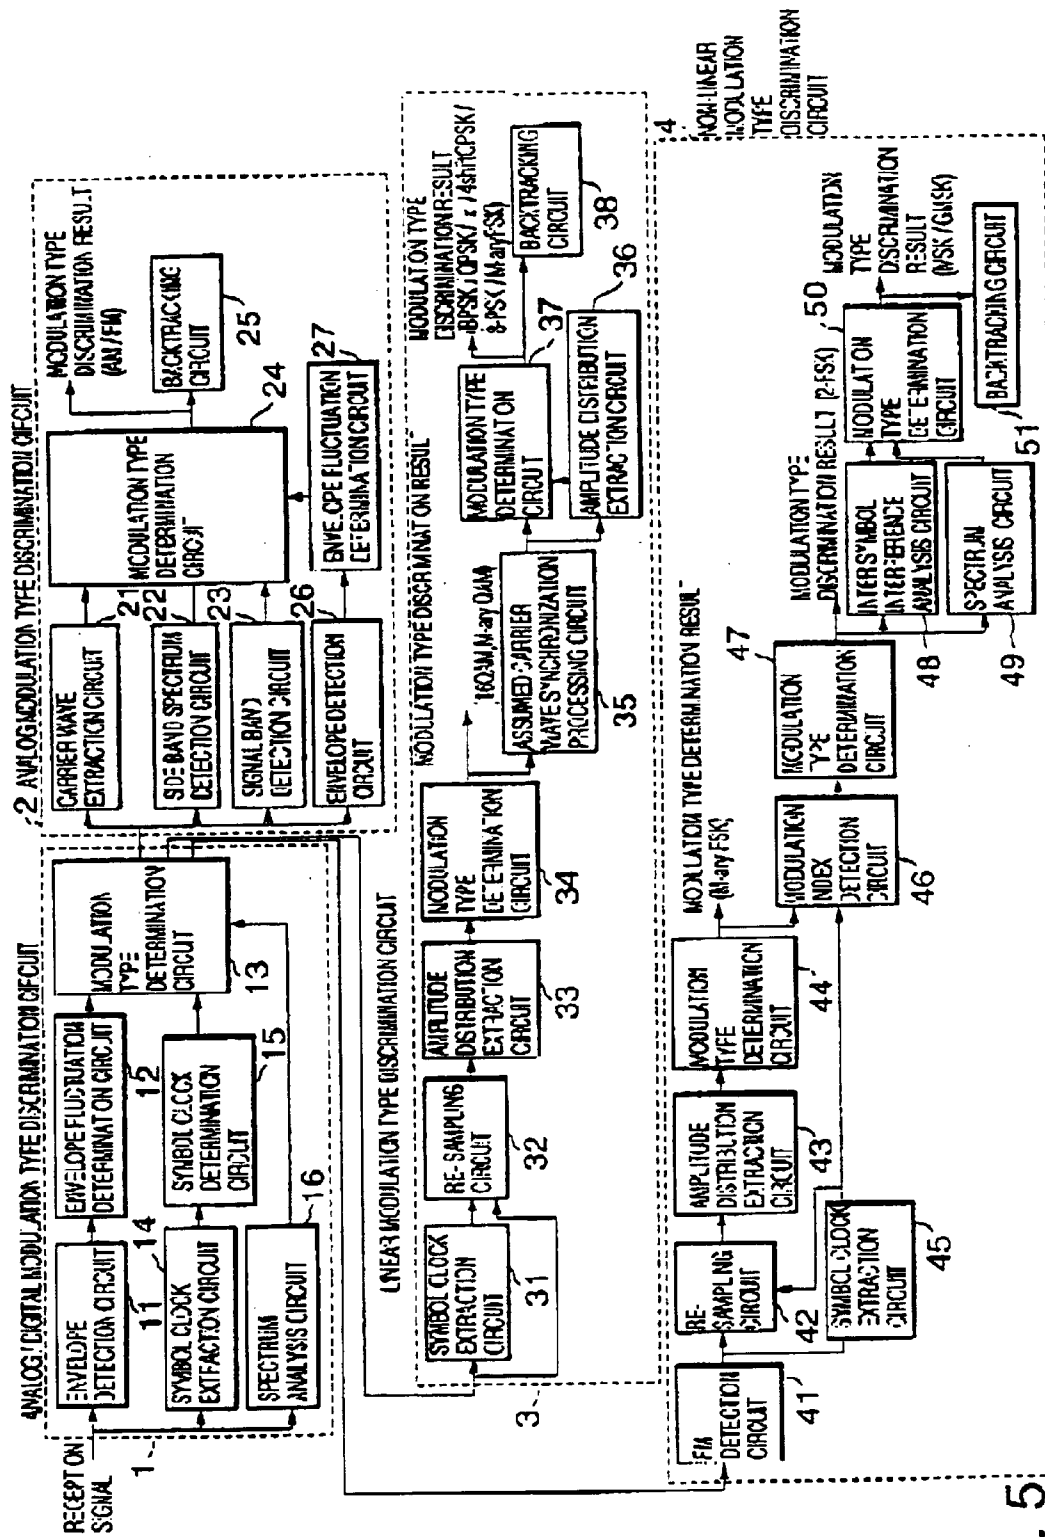 ANALOG/DIGITAL MODULATION TYPE DISCRIMINATION CIRCUIT
RECEPTION
SIGNAL
1
ENVELOPE
DETECTION CIRCUIT
11
ENVELOPE FLUCTUATION
DETERMINATION CIRCUIT
12
SYMBOL CLOCK
EXTRACTION CIRCUIT
14
SYMBOL CLOCK
DETERMINATION
CIRCUIT
15
SPECTRUM
ANALYSIS CIRCUIT
16
MODULATION
TYPE
DETERMINATION
CIRCUIT
13
2 ANALOG MODULATION TYPE DISCRIMINATION CIRCUIT
CARRIER WAVE
EXTRACTION CIRCUIT
21
SIDE BAND SPECTRUM
DETECTION CIRCUIT
22
SIGNAL BAND
DETECTION CIRCUIT
23
ENVELOPE DETECTION
CIRCUIT
26
MODULATION TYPE
DETERMINATION
CIRCUIT
24
ENVELOPE FLUCTUATION
DETERMINATION CIRCUIT
27
MODULATION TYPE
DISCRIMINATION RESULT
(AM/FM)
BACKTRACKING
CIRCUIT
25
LINEAR MODULATION TYPE DISCRIMINATION CIRCUIT
3
SYMBOL CLOCK
EXTRACTION
CIRCUIT
31
RE-SAMPLING
CIRCUIT
32
AMPLITUDE
DISTRIBUTION
EXTRACTION
CIRCUIT
33
MODULATION
TYPE
DETERMINATION
CIRCUIT
34
MODULATION TYPE DISCRIMINATION RESULT
16QAM, M-ary QAM
ASSUMED CARRIER
WAVE SYNCHRONIZATION
PROCESSING CIRCUIT
35
MODULATION TYPE
DETERMINATION
CIRCUIT
37
AMPLITUDE DISTRIBUTION
EXTRACTION CIRCUIT
36
MODULATION TYPE
DISCRIMINATION RESULT
(BPSK/QPSK/π/4shiftQPSK/
8-PSK/M-aryPSK)
BACKTRACKING
CIRCUIT
38
4
NON-LINEAR
MODULATION
TYPE
DISCRIMINATION
CIRCUIT
FM
DETECTION
CIRCUIT
41
RE-
SAMPLING
CIRCUIT
42
AMPLITUDE
DISTRIBUTION
EXTRACTION
CIRCUIT
43
MODULATION
TYPE
DETERMINATION
CIRCUIT
44
SYMBOL CLOCK
EXTRACTION
CIRCUIT
45
MODULATION TYPE DETERMINATION RESULT
(M-ary FSK)
MODULATION
INDEX
DETECTION
CIRCUIT
46
MODULATION
TYPE
DETERMINATION
CIRCUIT
47
MODULATION TYPE
DISCRIMINATION RESULT (2-FSK)
INTERSYMBOL
INTERFERENCE
ANALYSIS CIRCUIT
48
SPECTRUM
ANALYSIS CIRCUIT
49
MODULATION
TYPE
DETERMINATION
CIRCUIT
50
MODULATION
TYPE
DISCRIMINATION
RESULT
(MSK/GMSK)
BACKTRACKING CIRCUIT
51
5